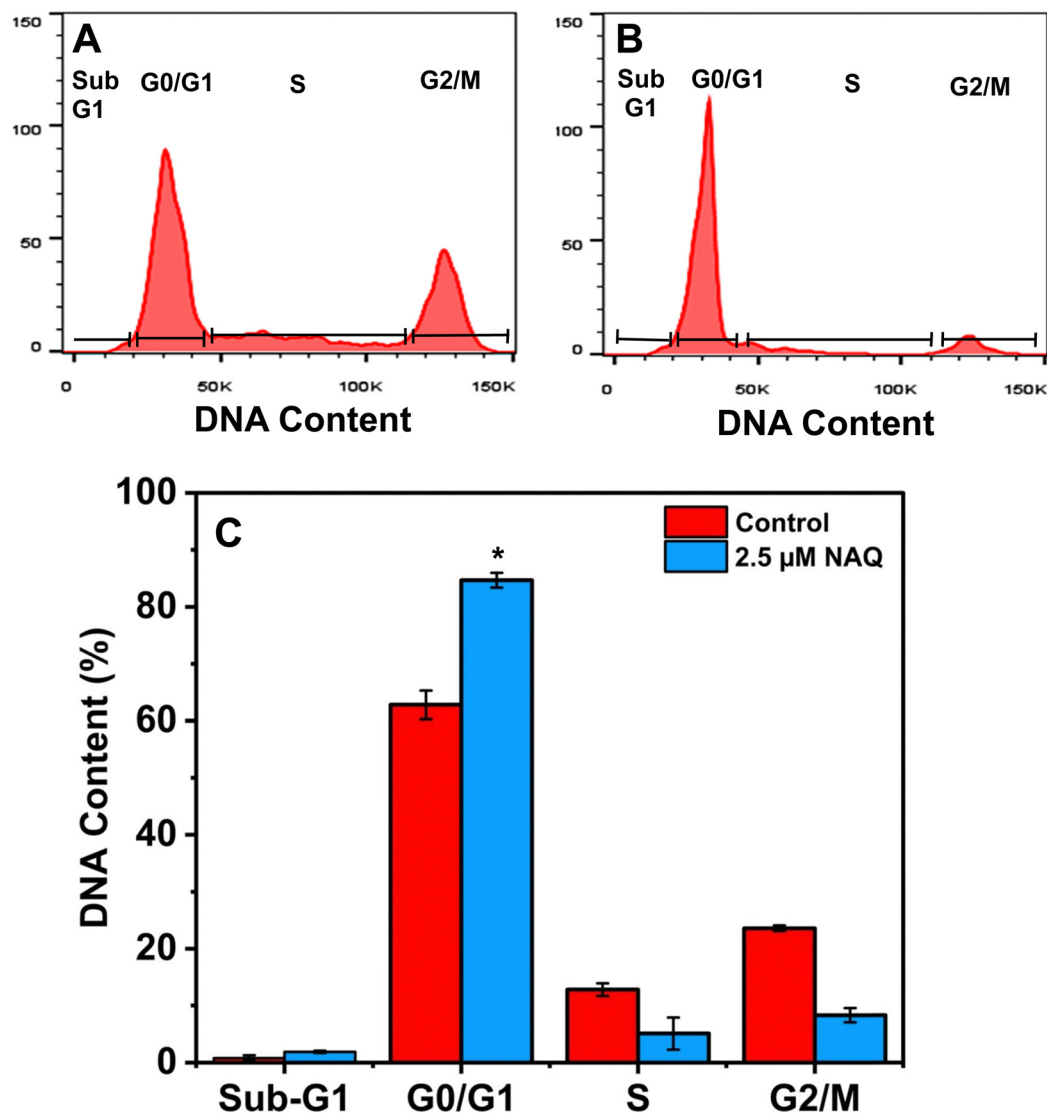 A
Sub
G1
G0/G1
S
G2/M
150
100
50
0
0
50K
100K
150K
DNA Content
B
Sub
G1
G0/G1
S
G2/M
150
100
50
0
0
50K
100K
150K
DNA Content
C
Control
2.5 µM NAQ
*
DNA Content (%)
100
80
60
40
20
0
Sub-G1
G0/G1
S
G2/M